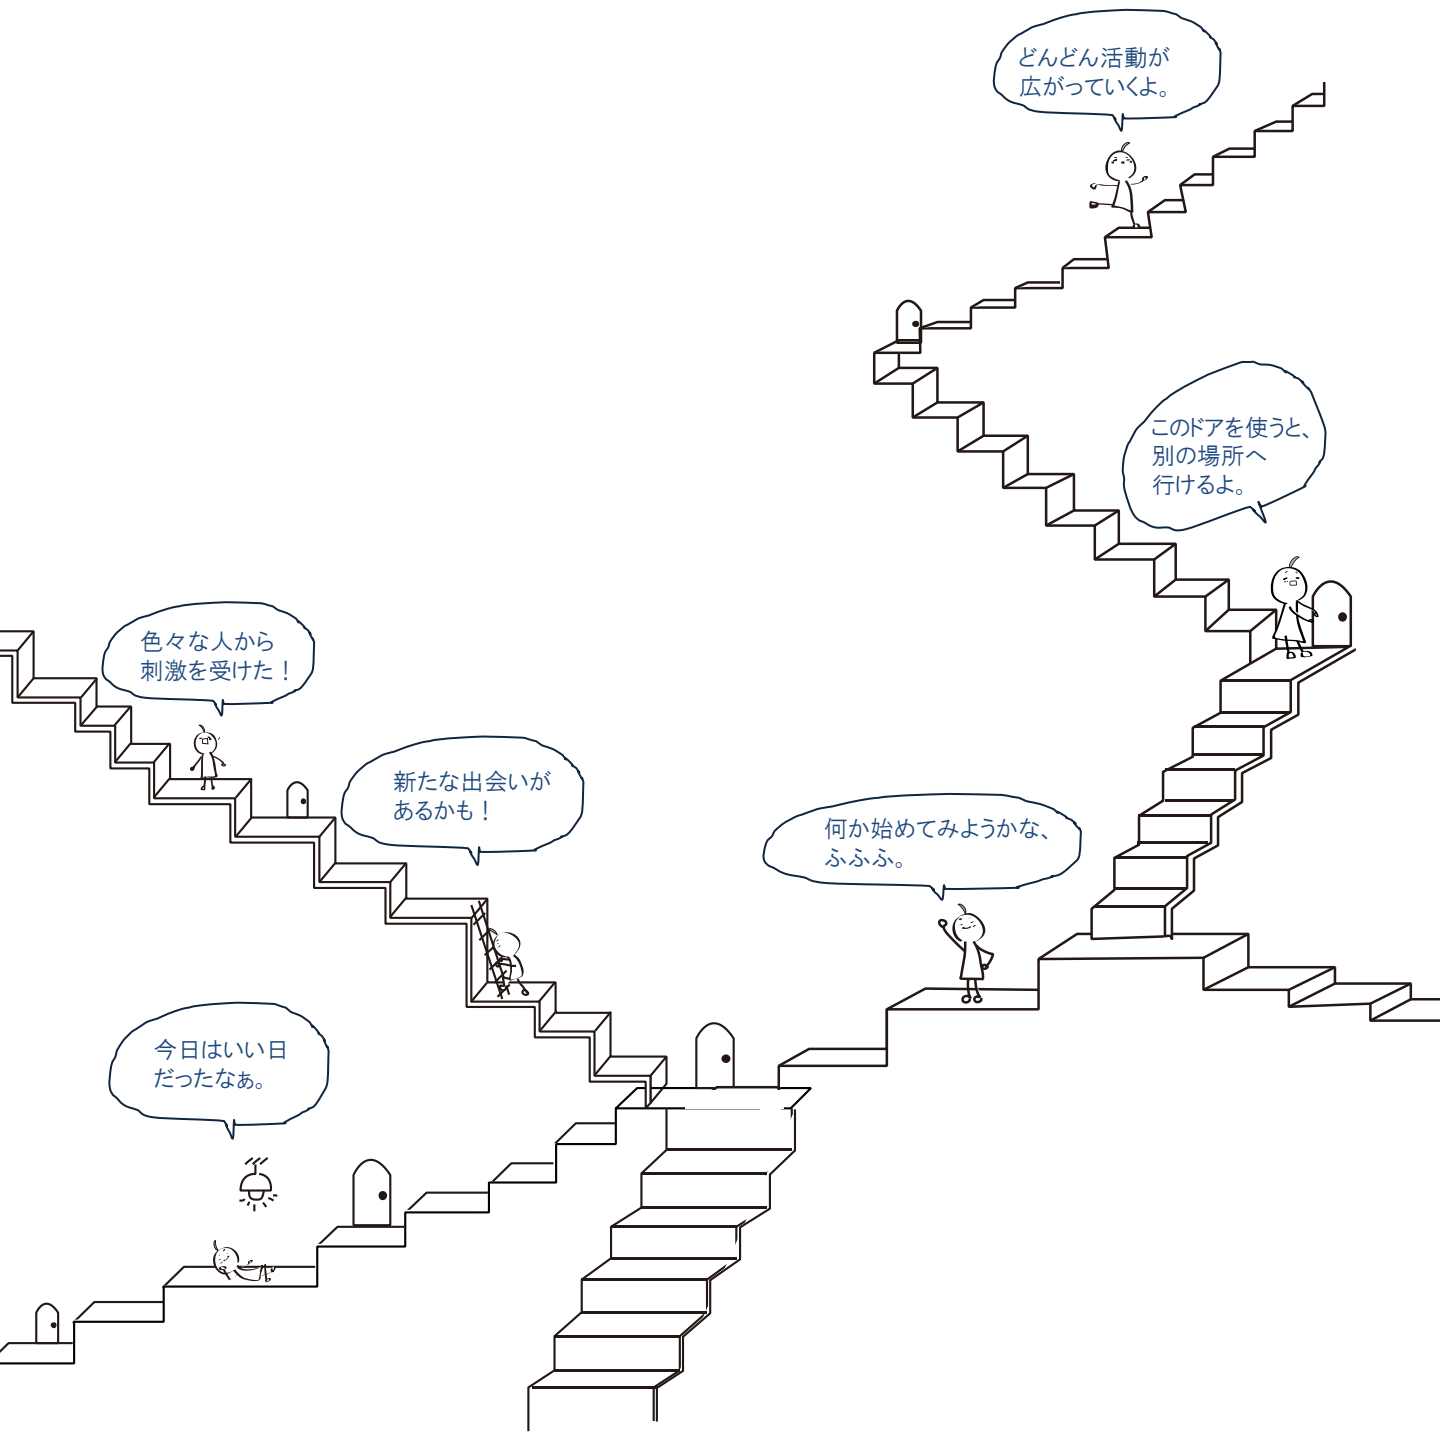 どんどん活動が
広がっていくよ。
このドアを使うと、
別の場所へ
行けるよ。
色々な人から
刺激を受けた！
新たな出会いが
あるかも！
何か始めてみようかな、
ふふふ。
今日はいい日
だったなぁ。